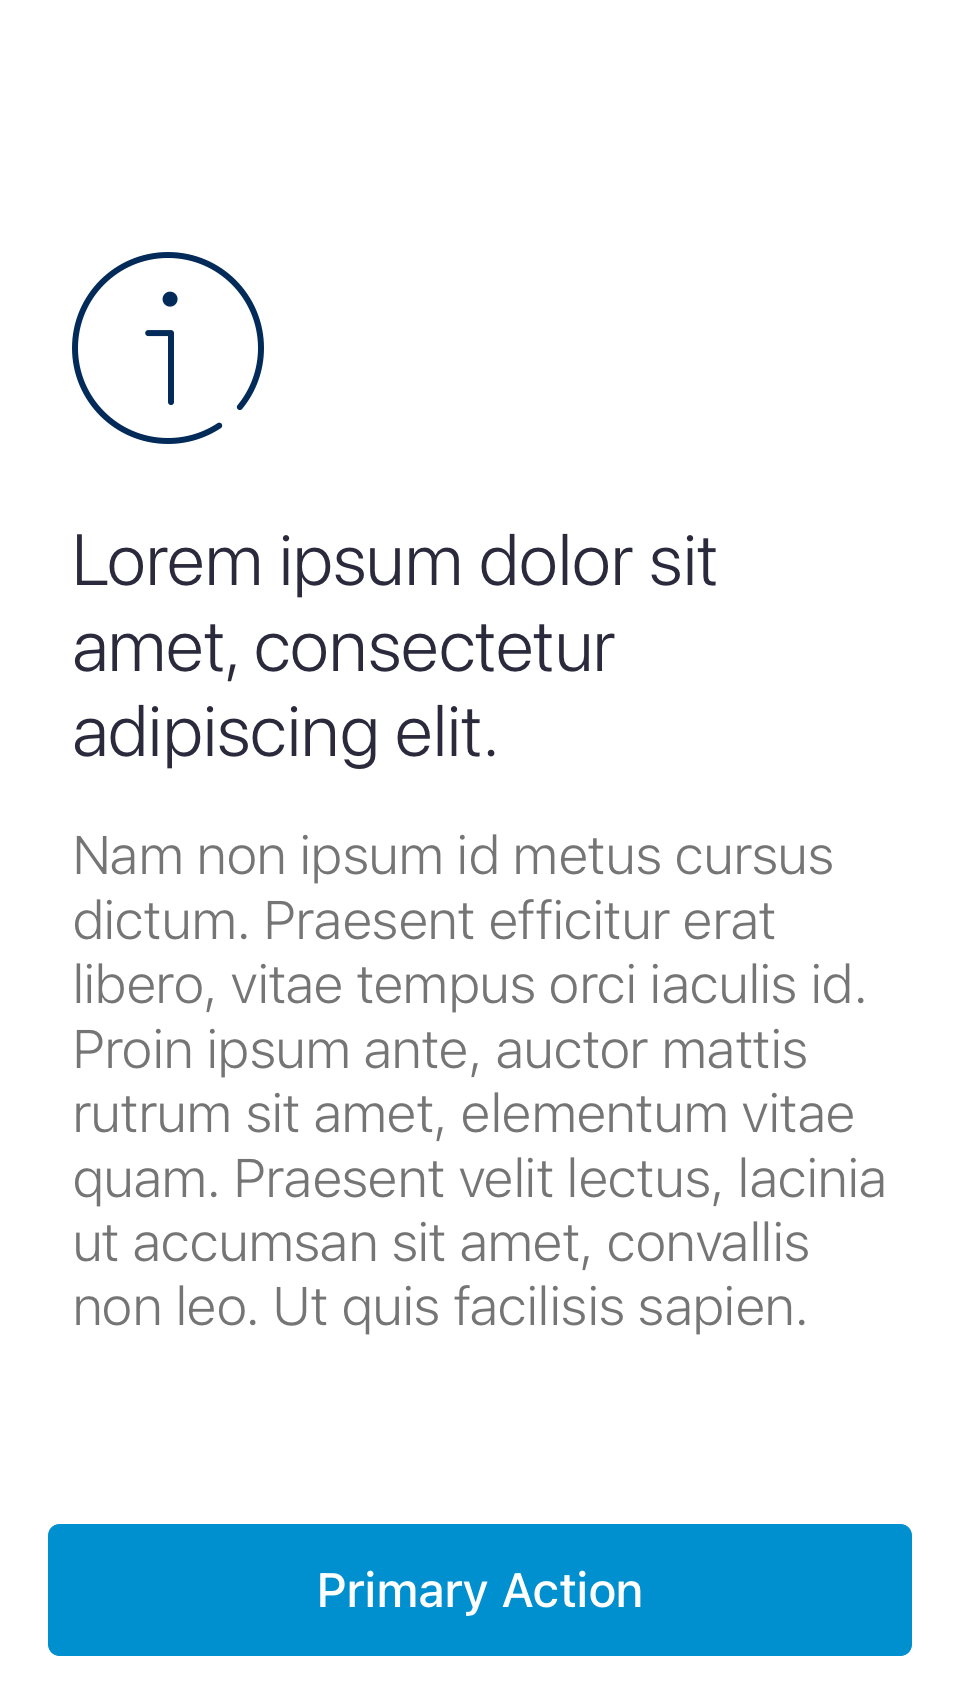 Lorem ipsum dolor sit
amet, consectetur
adipiscing elit.
Nam non ipsum id metus cursus
dictum. Praesent efficitur erat
libero, vitae tempus orci iaculis id.
Proin ipsum ante, auctor mattis
rutrum sit amet, elementum vitae
quam. Praesent velit lectus, lacinia
ut accumsan sit amet, convallis
non leo. Ut quis facilisis sapien.
Primary Action